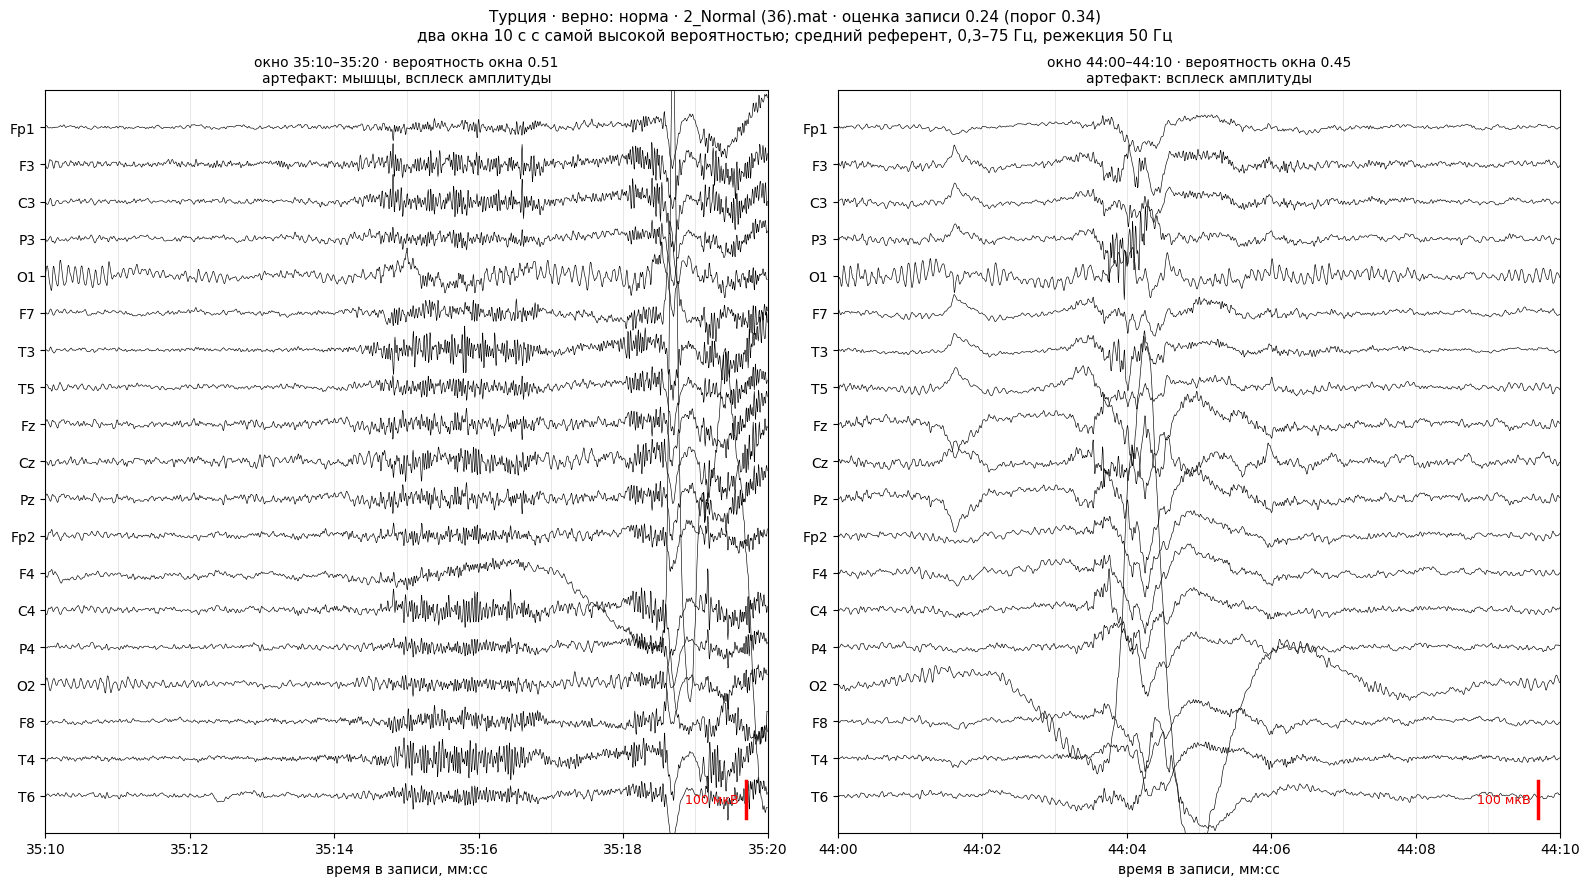 Турция · верно: норма · 2_Normal (36).mat · оценка записи 0.24 (порог 0.34)
два окна 10 с с самой высокой вероятностью; средний референт, 0,3–75 Гц, режекция 50 Гц
окно 35:10–35:20 · вероятность окна 0.51
артефакт: мышцы, всплеск амплитуды
Fp1
F3
C3
P3
O1
F7
T3
T5
Fz
Cz
Pz
Fp2
F4
C4
P4
O2
F8
T4
T6
100 мкВ
35:10
35:12
35:14
35:16
35:18
35:20
время в записи, мм:сс
окно 44:00–44:10 · вероятность окна 0.45
артефакт: всплеск амплитуды
Fp1
F3
C3
P3
O1
F7
T3
T5
Fz
Cz
Pz
Fp2
F4
C4
P4
O2
F8
T4
T6
100 мкВ
44:00
44:02
44:04
44:06
44:08
44:10
время в записи, мм:сс